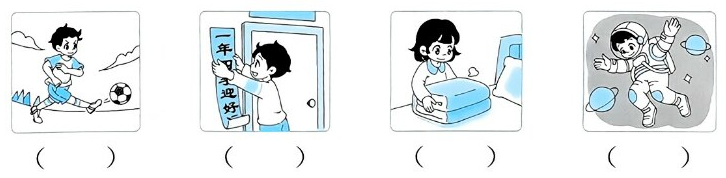 一年
迎好
(　　) (　　) (　　) (　　)